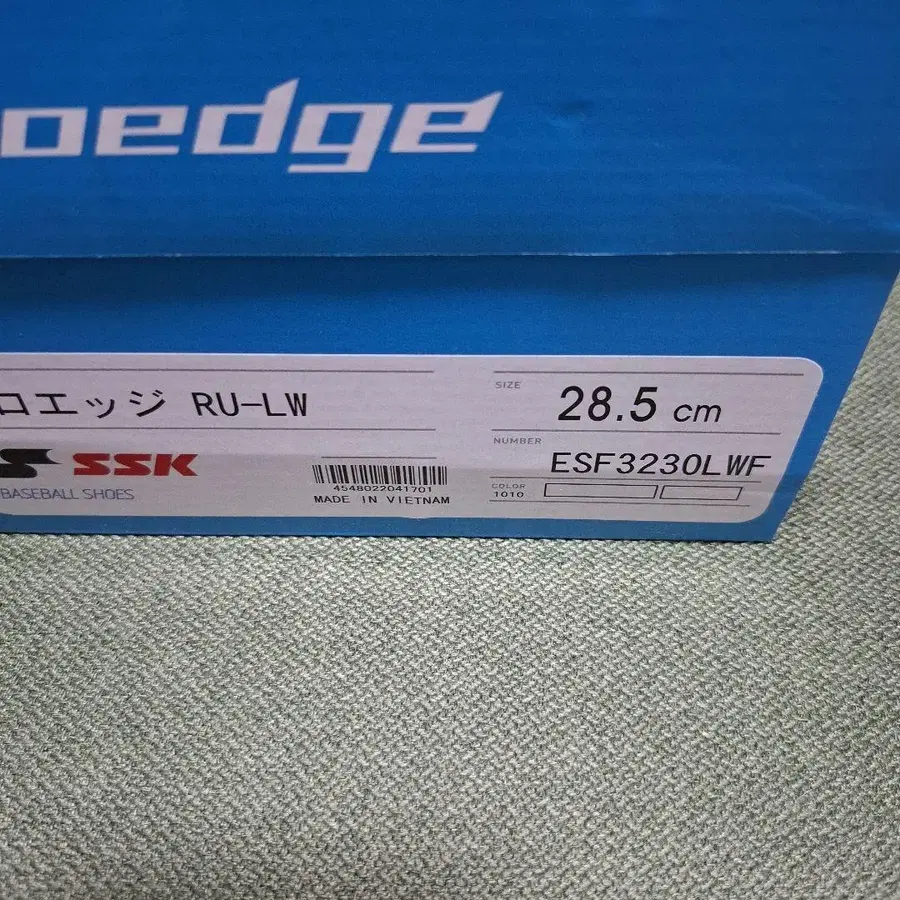 oedge
ロエッジ RU-LW
SSK
BASEBALL SHOES
4548022041701
MADE IN VIETNAM
SIZE
28.5 cm
NUMBER
ESF3230LWF
COLOR
1010